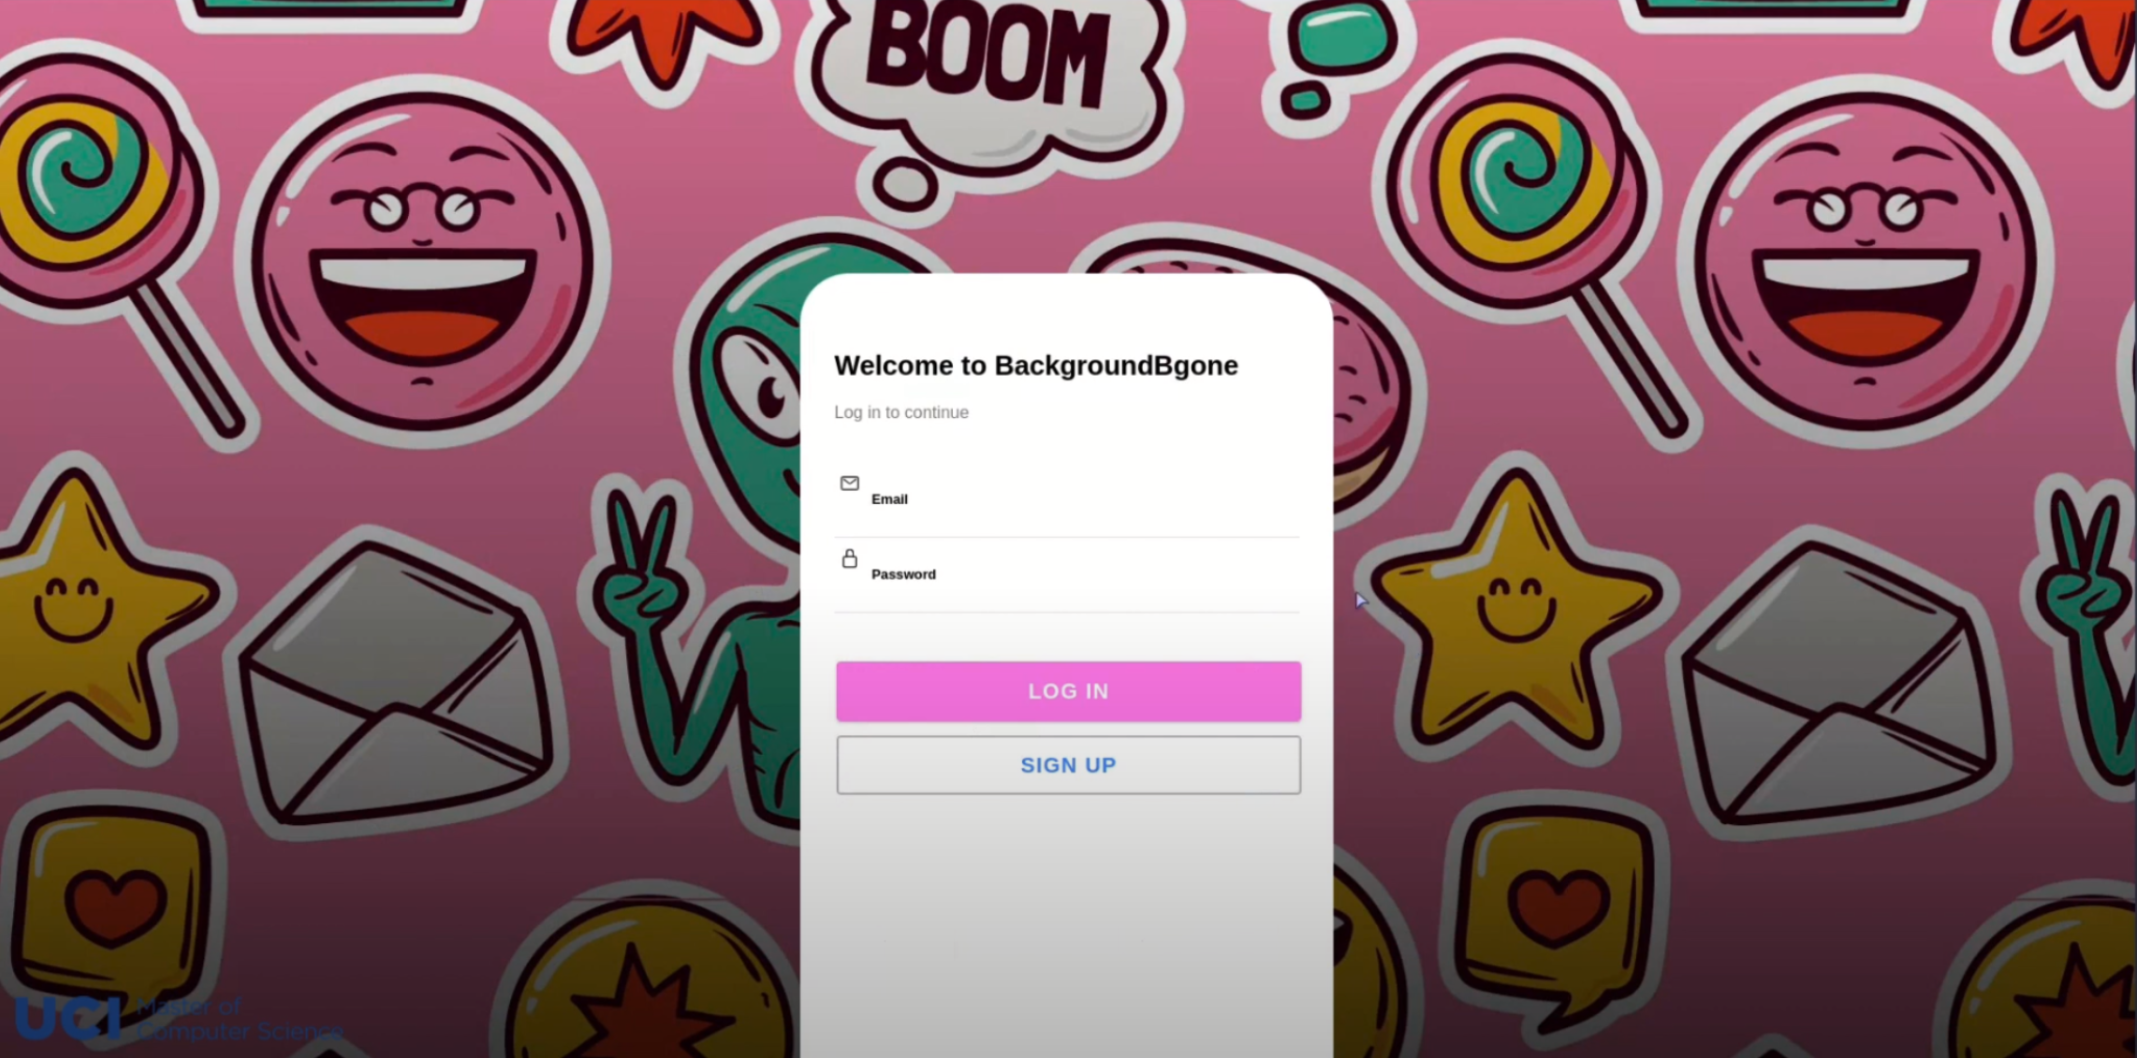 BOOM
Welcome to BackgroundBgone
Log in to continue
Email
Password
LOG IN
SIGN UP
UCI
Master of
Computer Science